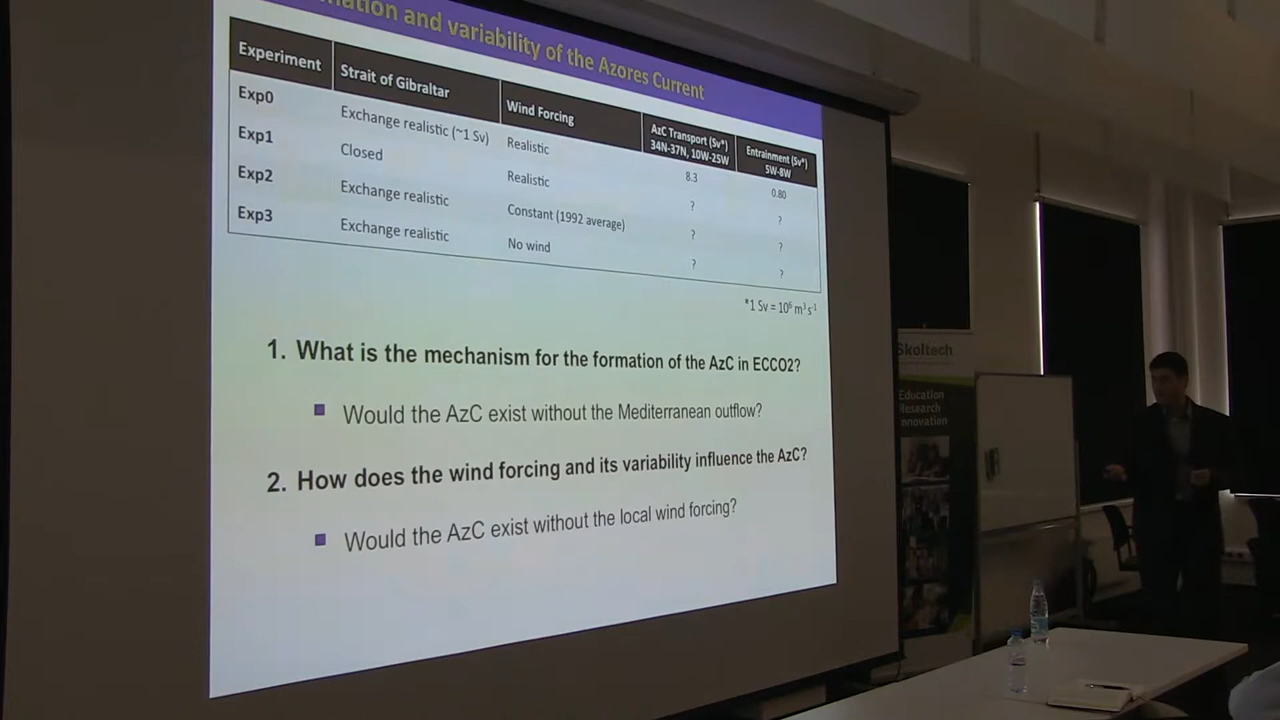 and variability of the Azores Current
Experiment Strait of Gibraltar Wind Forcing AzC Transport (Sv*) 34N-37N, 10W-25W Entrainment (Sv*) 5W-8W
Exp0 Exchange realistic (~1 Sv) Realistic 8.3 0.80
Exp1 Closed Realistic ? ?
Exp2 Exchange realistic Constant (1992 average) ? ?
Exp3 Exchange realistic No wind ? ?
*1 Sv = 10⁶ m³ s⁻¹
1. What is the mechanism for the formation of the AzC in ECCO2?
Would the AzC exist without the Mediterranean outflow?
2. How does the wind forcing and its variability influence the AzC?
Would the AzC exist without the local wind forcing?
Skoltech
Education
Research
Innovation